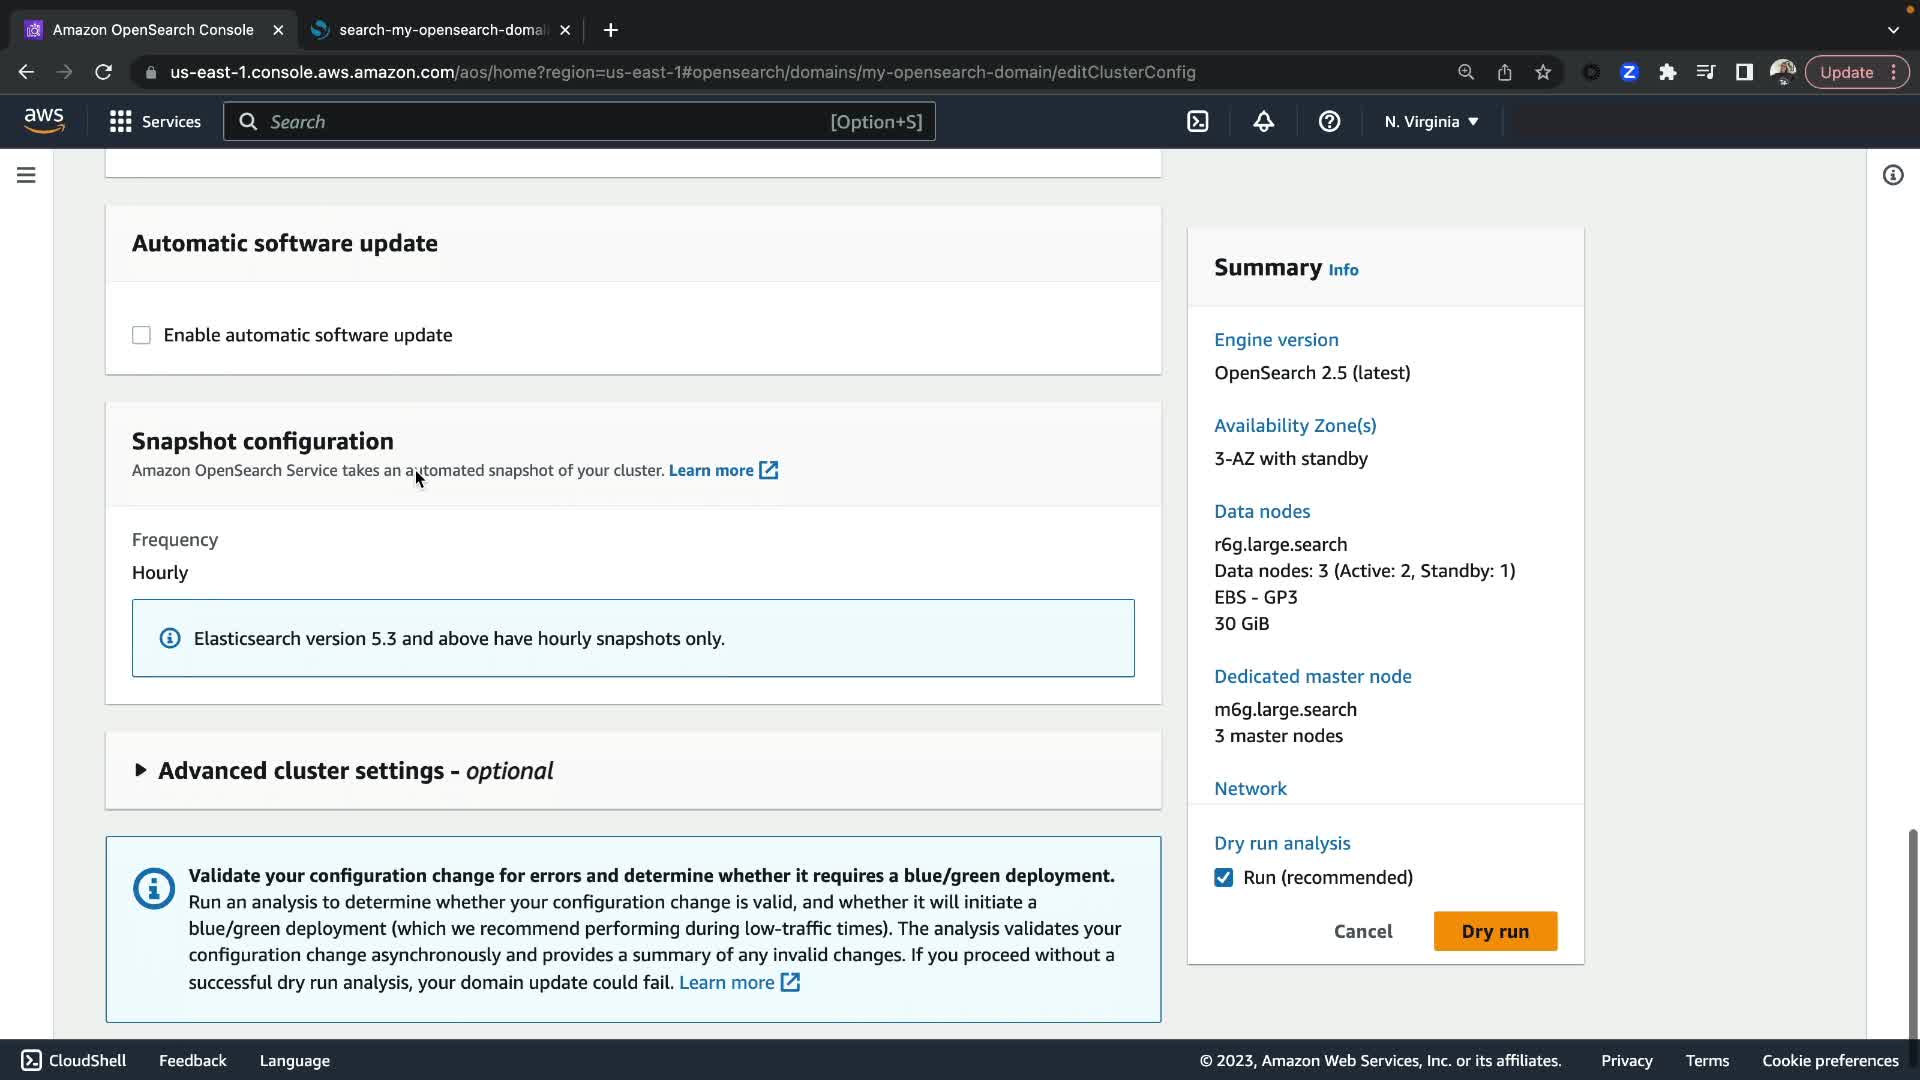 Amazon OpenSearch Console
search-my-opensearch-domai
us-east-1.console.aws.amazon.com/aos/home?region=us-east-1#opensearch/domains/my-opensearch-domain/editClusterConfig
Z
Update
aws
Services
Search
[Option+S]
N. Virginia
Automatic software update
Enable automatic software update
Snapshot configuration
Amazon OpenSearch Service takes an automated snapshot of your cluster. Learn more
Frequency
Hourly
Elasticsearch version 5.3 and above have hourly snapshots only.
Advanced cluster settings - optional
Validate your configuration change for errors and determine whether it requires a blue/green deployment.
Run an analysis to determine whether your configuration change is valid, and whether it will initiate a
blue/green deployment (which we recommend performing during low-traffic times). The analysis validates your
configuration change asynchronously and provides a summary of any invalid changes. If you proceed without a
successful dry run analysis, your domain update could fail. Learn more
Summary Info
Engine version
OpenSearch 2.5 (latest)
Availability Zone(s)
3-AZ with standby
Data nodes
r6g.large.search
Data nodes: 3 (Active: 2, Standby: 1)
EBS - GP3
30 GiB
Dedicated master node
m6g.large.search
3 master nodes
Network
Dry run analysis
Run (recommended)
Cancel
Dry run
CloudShell
Feedback
Language
© 2023, Amazon Web Services, Inc. or its affiliates.
Privacy
Terms
Cookie preferences